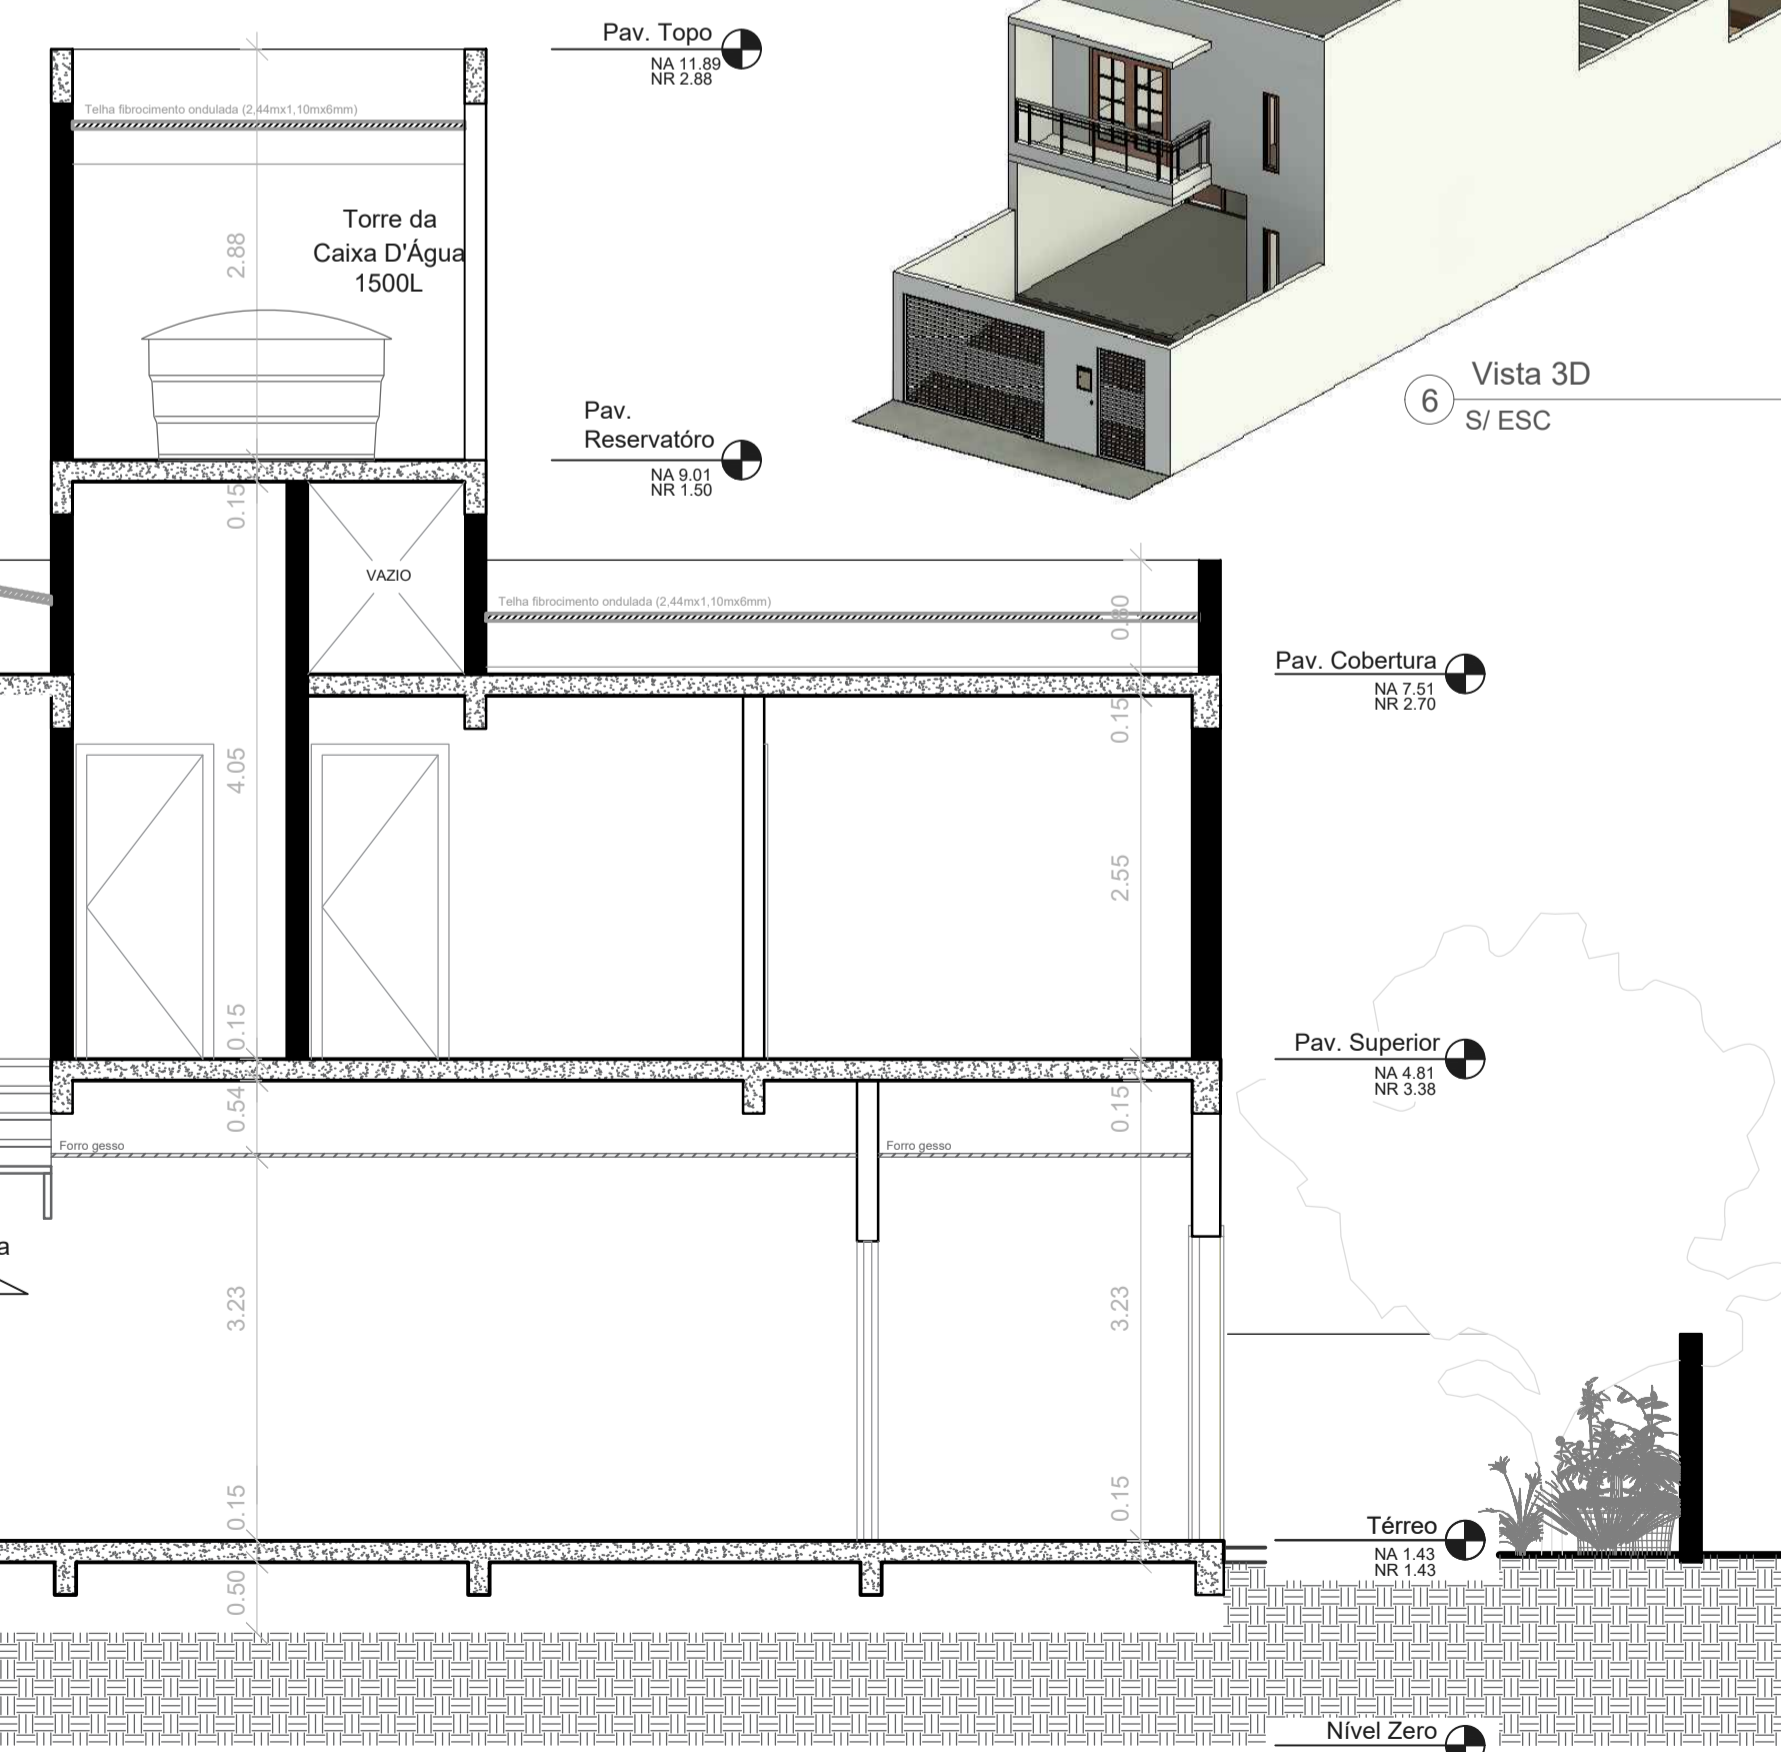 Pav. Topo
NA 11.89
NR 2.88
Telha fibrocimento ondulada (2,44mx1,10mx6mm)
2.88
Torre da
Caixa D'Água
1500L
6
Vista 3D
S/ ESC
Pav.
Reservatóro
NA 9.01
NR 1.50
0.15
VAZIO
Telha fibrocimento ondulada (2,44mx1,10mx6mm)
0.80
Pav. Cobertura
NA 7.51
NR 2.70
0.15
4.05
2.55
0.15
Pav. Superior
NA 4.81
NR 3.38
0.54
0.15
Forro gesso
Forro gesso
a
3.23
3.23
0.15
0.15
Térreo
NA 1.43
NR 1.43
0.50
Nível Zero